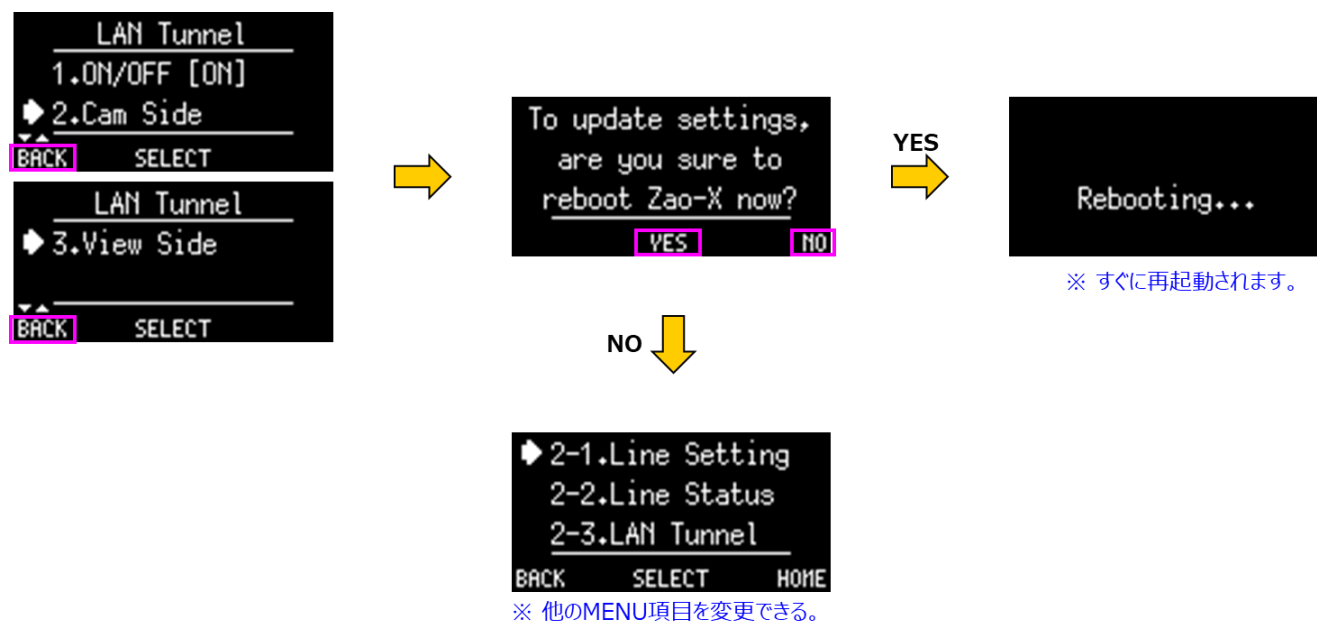 LAN Tunnel
1.ON/OFF [ON]
2.Cam Side
BACK SELECT
LAN Tunnel
3.View Side
BACK SELECT
To update settings,
are you sure to
reboot Zao-X now?
YES NO
YES
Rebooting...
※ すぐに再起動されます。
NO
2-1.Line Setting
2-2.Line Status
2-3.LAN Tunnel
BACK SELECT HOME
※ 他のMENU項目を変更できる。